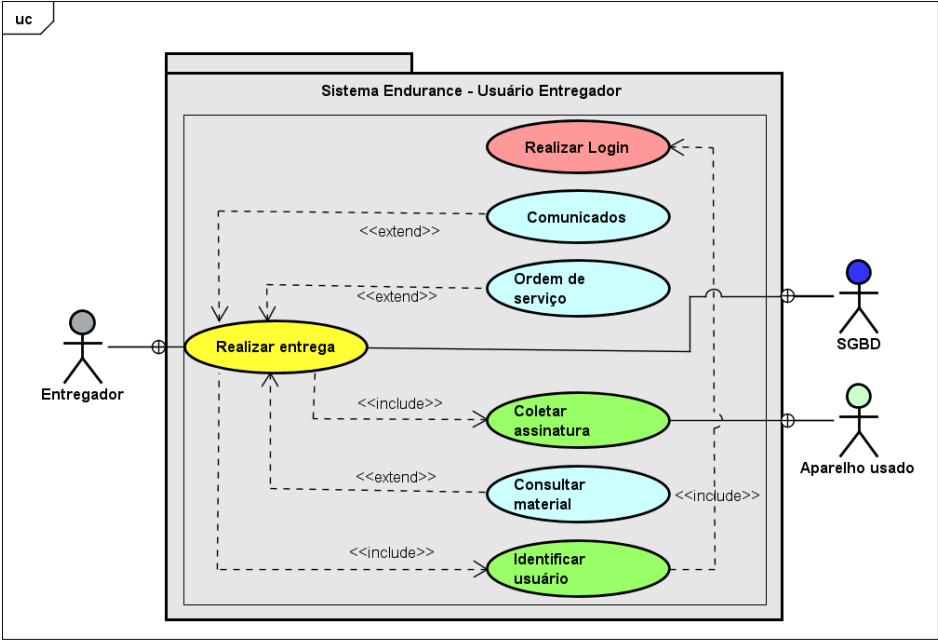 uc
Sistema Endurance - Usuário Entregador
Realizar Login
Comunicados
<<extend>>
Ordem de
serviço
<<extend>>
Realizar entrega
Entregador
SGBD
<<include>>
Coletar
assinatura
Aparelho usado
<<extend>>
Consultar
material
<<include>>
<<include>>
Identificar
usuário